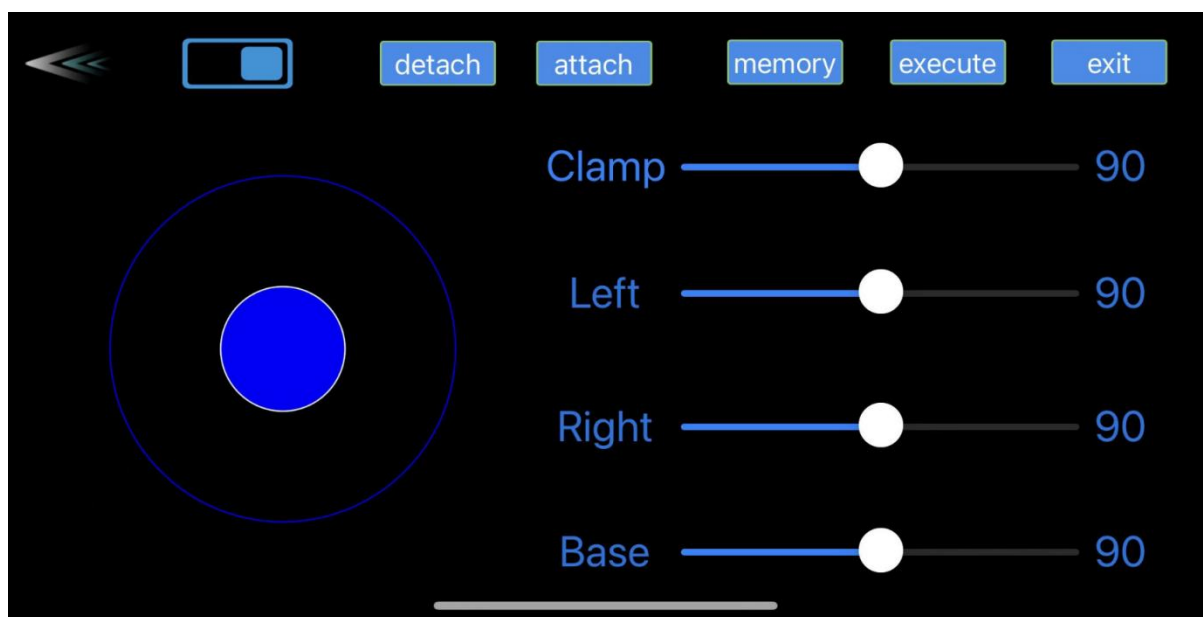 detach attach memory execute exit
Clamp 90
Left 90
Right 90
Base 90